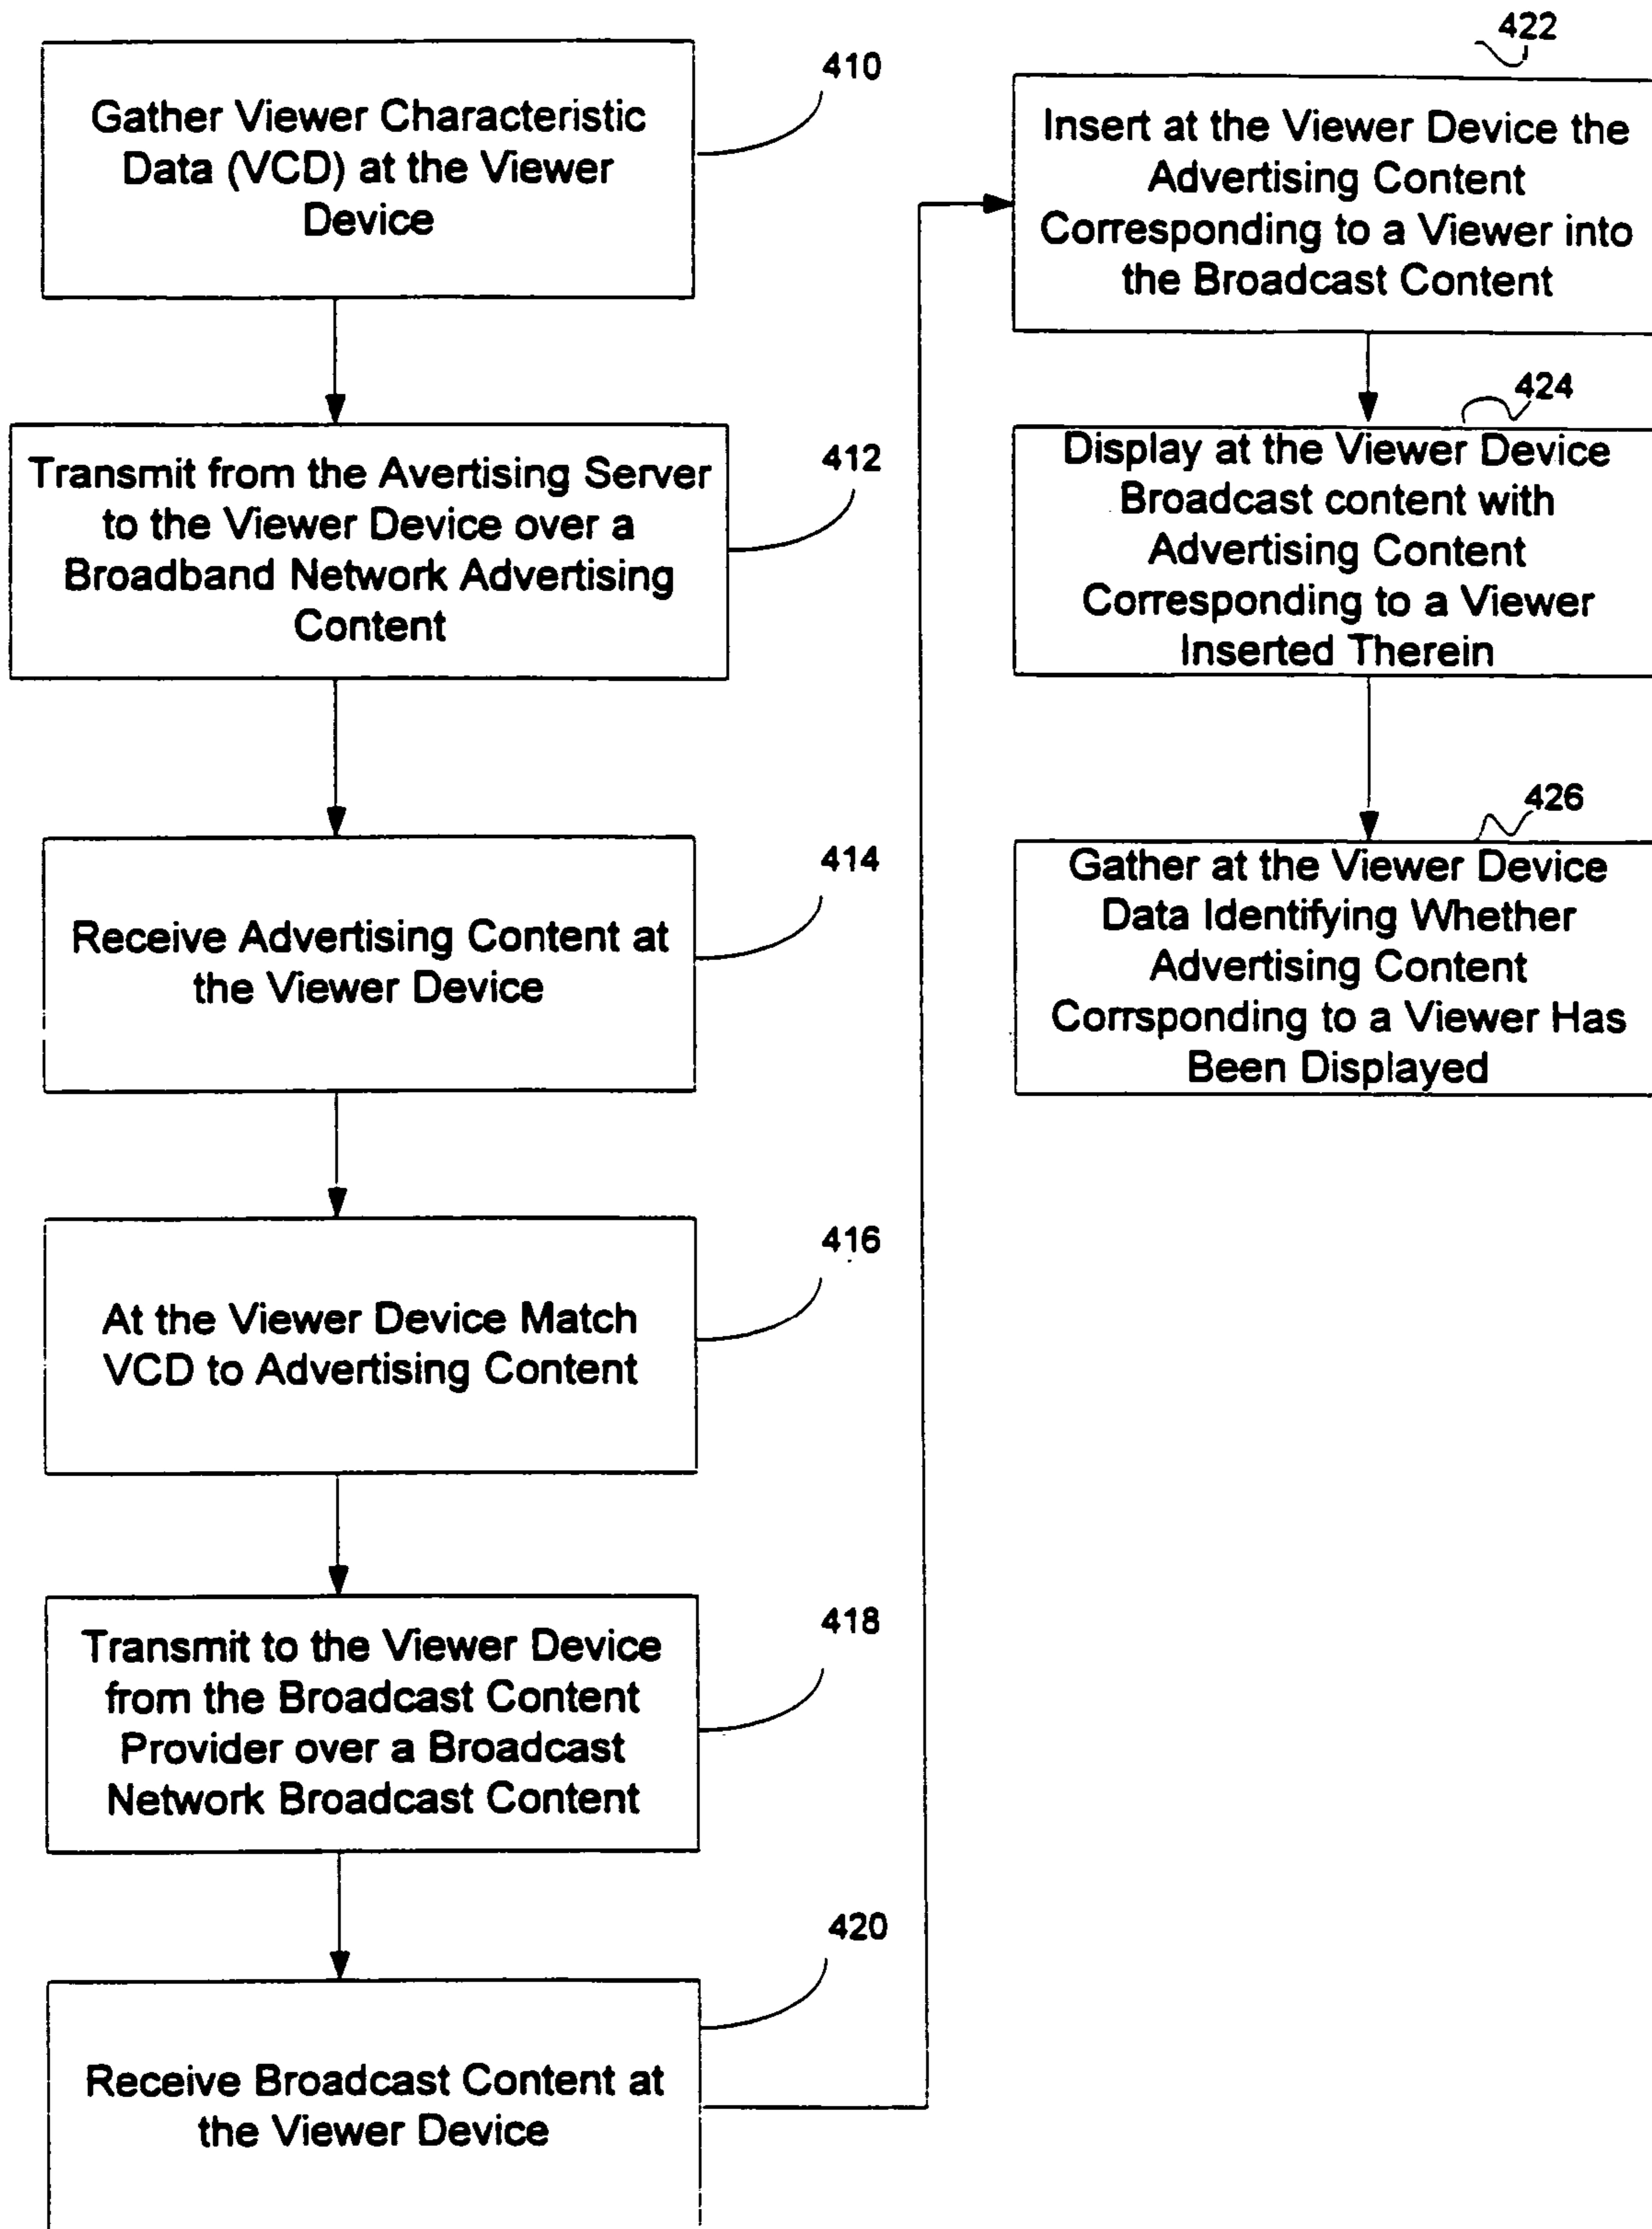 410
Gather Viewer Characteristic
Data (VCD) at the Viewer
Device
412
Transmit from the Avertising Server
to the Viewer Device over a
Broadband Network Advertising
Content
414
Receive Advertising Content at
the Viewer Device
416
At the Viewer Device Match
VCD to Advertising Content
418
Transmit to the Viewer Device
from the Broadcast Content
Provider over a Broadcast
Network Broadcast Content
420
Receive Broadcast Content at
the Viewer Device
422
Insert at the Viewer Device the
Advertising Content
Corresponding to a Viewer into
the Broadcast Content
424
Display at the Viewer Device
Broadcast content with
Advertising Content
Corresponding to a Viewer
Inserted Therein
426
Gather at the Viewer Device
Data Identifying Whether
Advertising Content
Corrsponding to a Viewer Has
Been Displayed